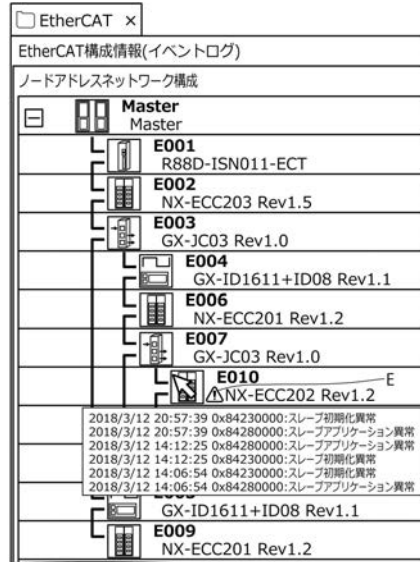 EtherCAT ×
EtherCAT構成情報(イベントログ)
ノードアドレスネットワーク構成
Master
Master
E001
R88D-ISN011-ECT
E002
NX-ECC203 Rev1.5
E003
GX-JC03 Rev1.0
E004
GX-ID1611+ID08 Rev1.1
E006
NX-ECC201 Rev1.2
E007
GX-JC03 Rev1.0
E010
E
NX-ECC202 Rev1.2
2018/3/12 20:57:39 0x84230000:スレーブ初期化異常
2018/3/12 20:57:39 0x84280000:スレーブアプリケーション異常
2018/3/12 14:12:25 0x84280000:スレーブアプリケーション異常
2018/3/12 14:12:25 0x84230000:スレーブ初期化異常
2018/3/12 14:06:54 0x84230000:スレーブ初期化異常
2018/3/12 14:06:54 0x84280000:スレーブアプリケーション異常
GX-ID1611+ID08 Rev1.1
E009
NX-ECC201 Rev1.2